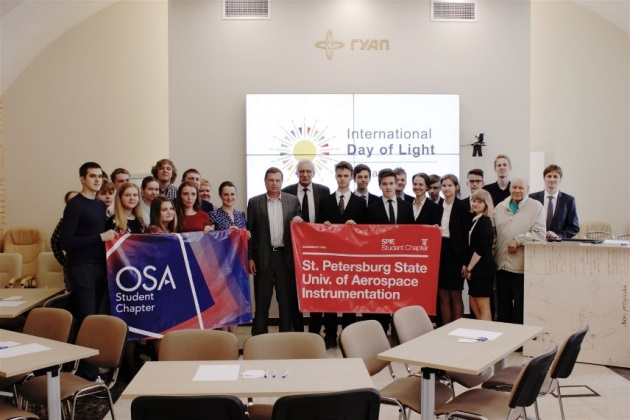 ГУАП
International
Day of Light
OSA
Student
Chapter
SPIE
Student Chapter
St. Petersburg State
Univ. of Aerospace
Instrumentation